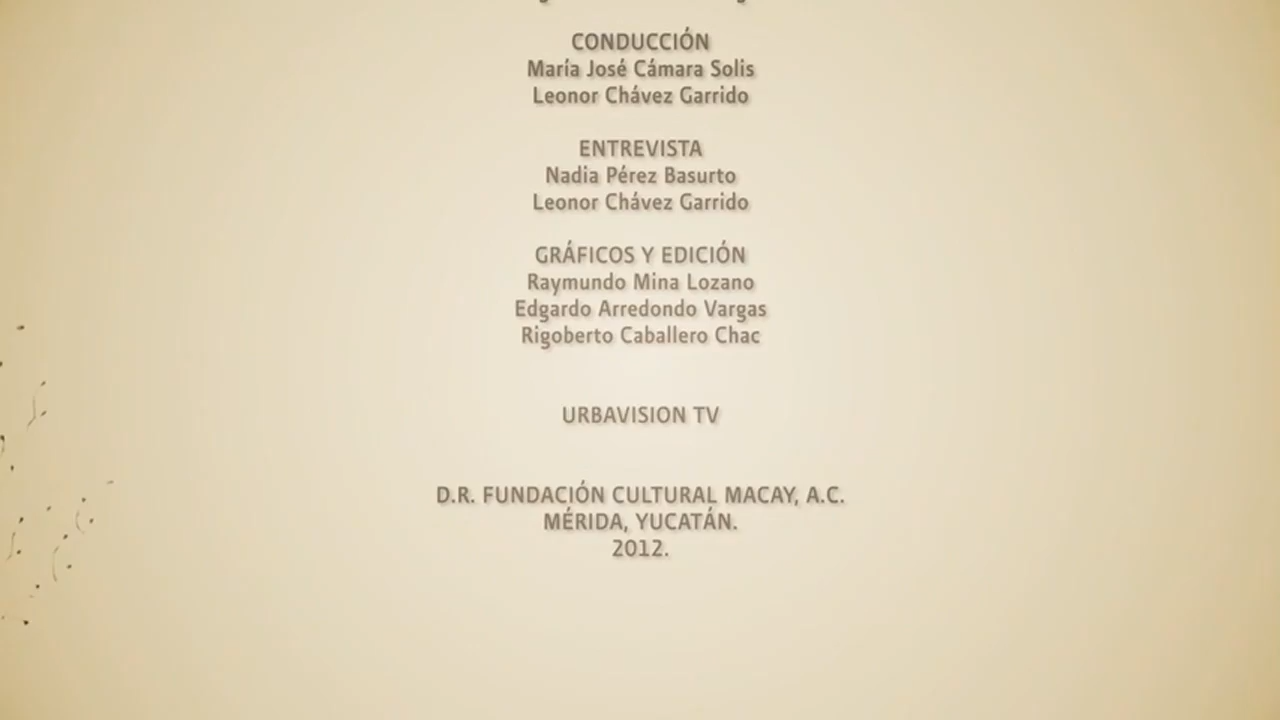 CONDUCCIÓN
María José Cámara Solis
Leonor Chávez Garrido
ENTREVISTA
Nadia Pérez Basurto
Leonor Chávez Garrido
GRÁFICOS Y EDICIÓN
Raymundo Mina Lozano
Edgardo Arredondo Vargas
Rigoberto Caballero Chac
URBAVISION TV
D.R. FUNDACIÓN CULTURAL MACAY, A.C.
MÉRIDA, YUCATÁN.
2012.